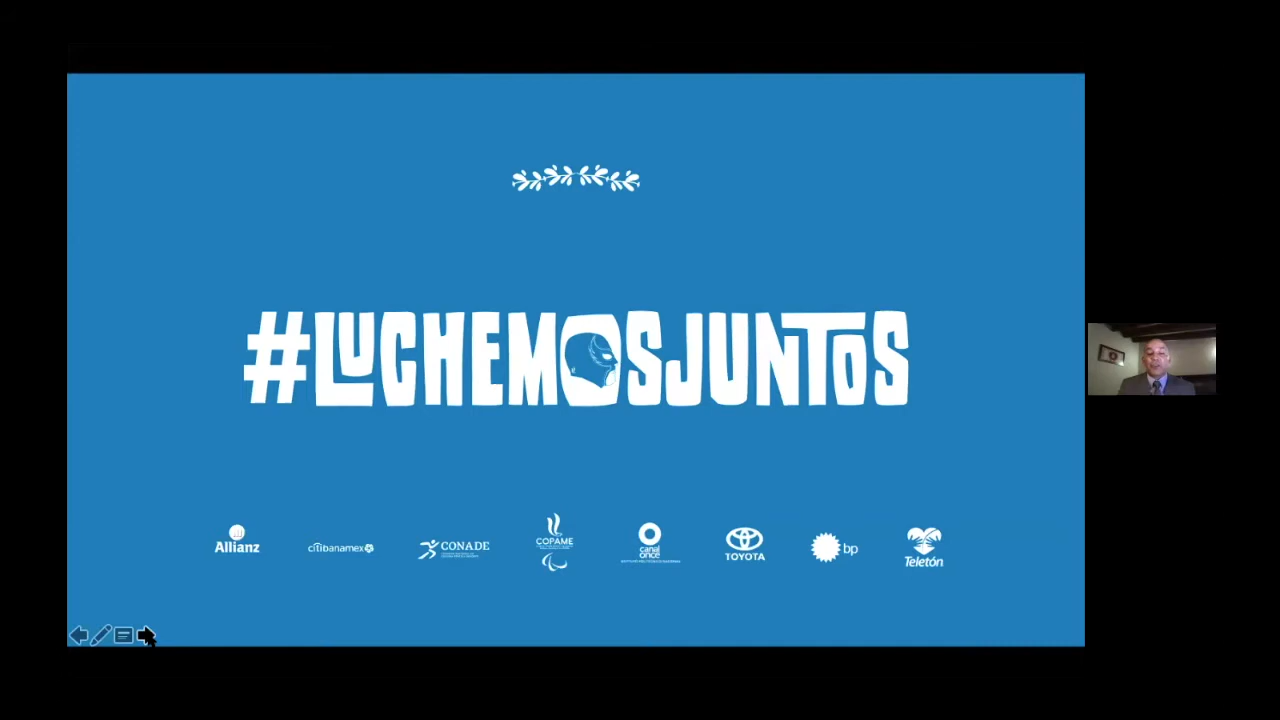 #LUCHEMOSJUNTOS
Allianz
citibanamex
CONADE
COPAME
canal
once
TOYOTA
bp
Teletón